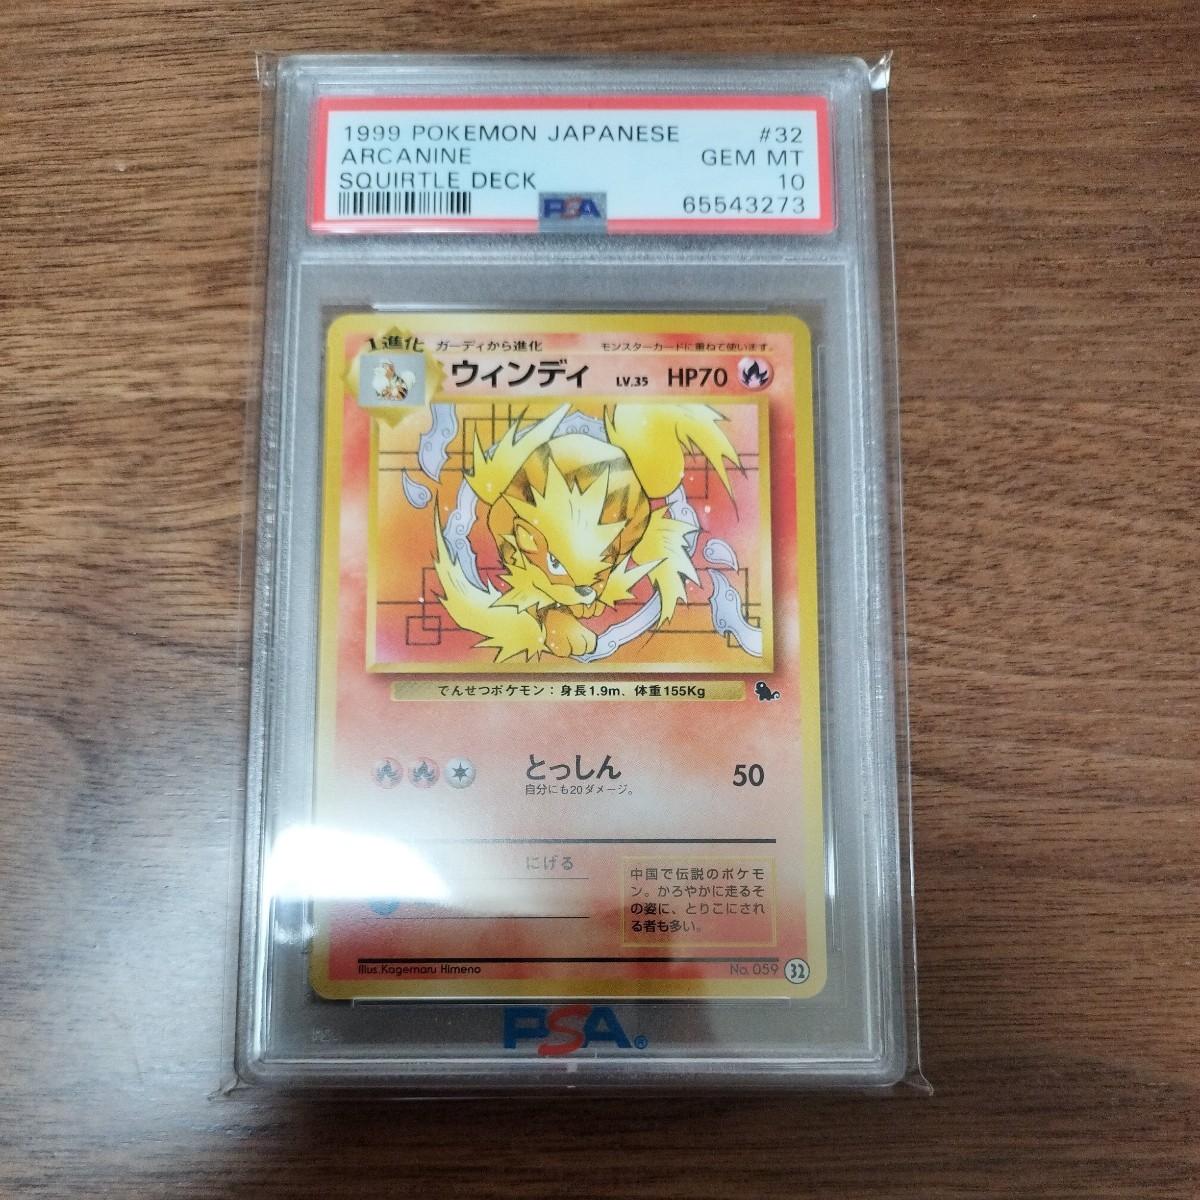 1999 POKEMON JAPANESE #32
ARCANINE GEM MT
SQUIRTLE DECK 10
PSA 65543273
1進化 ガーディから進化 モンスターカードに重ねて使います。
ウィンディ LV.35 HP70
でんせつポケモン：身長1.9m、体重155Kg
とっしん 50
自分にも20ダメージ。
にげる
中国で伝説のポケモ
ン。かろやかに走るそ
の姿に、とりこにされ
る者も多い。
Illus.Kagemaru Himeno No. 059 32
PSA®